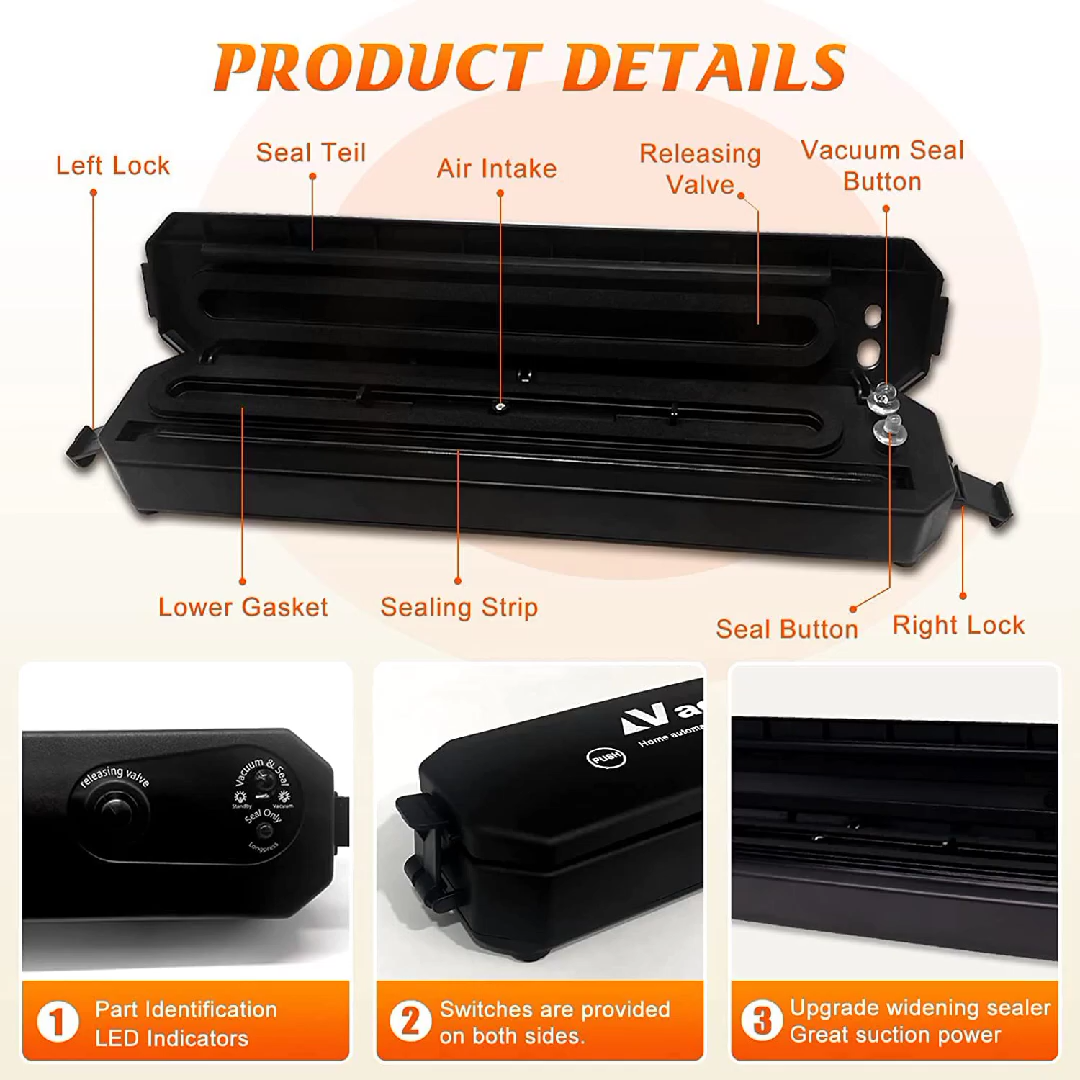 PRODUCT DETAILS
Left Lock
Seal Teil
Air Intake
Releasing
Valve
Vacuum Seal
Button
Lower Gasket
Sealing Strip
Seal Button
Right Lock
releasing valve
Vacuum & Seal
Standby
Vacuum
Seal Only
PUSH
Vac
Home automa
1
Part Identification
LED Indicators
2
Switches are provided
on both sides.
3
Upgrade widening sealer
Great suction power